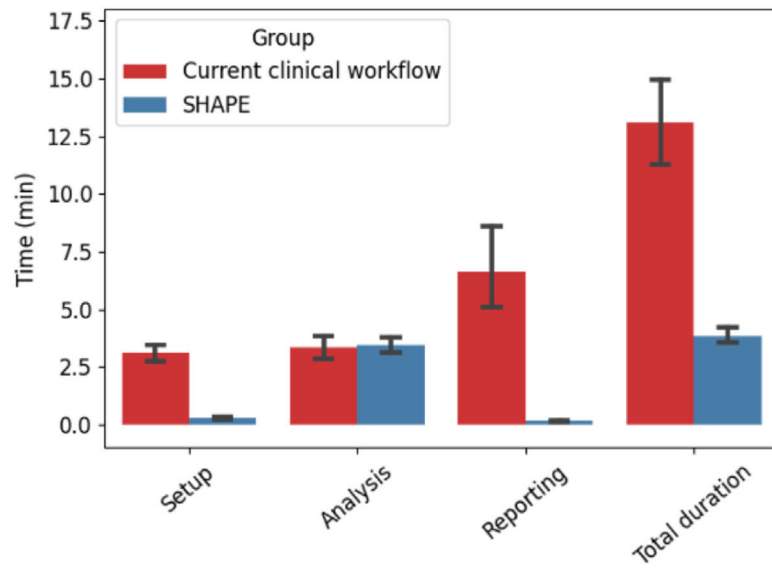 17.5
15.0
12.5
10.0
7.5
5.0
2.5
0.0
Time (min)
Group
Current clinical workflow
SHAPE
Setup
Analysis
Reporting
Total duration